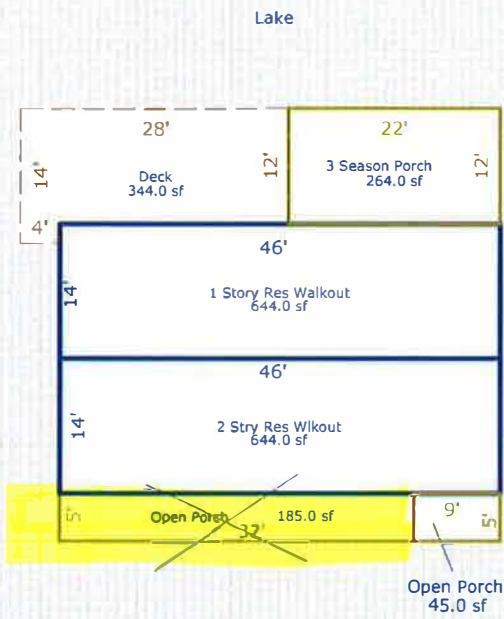 Lake
28'
22'
14'
12'
12'
Deck
344.0 sf
3 Season Porch
264.0 sf
4'
46'
14'
1 Story Res Walkout
644.0 sf
46'
14'
2 Stry Res Wlkout
644.0 sf
5'
Open Porch
185.0 sf
37'
9'
5'
Open Porch
45.0 sf